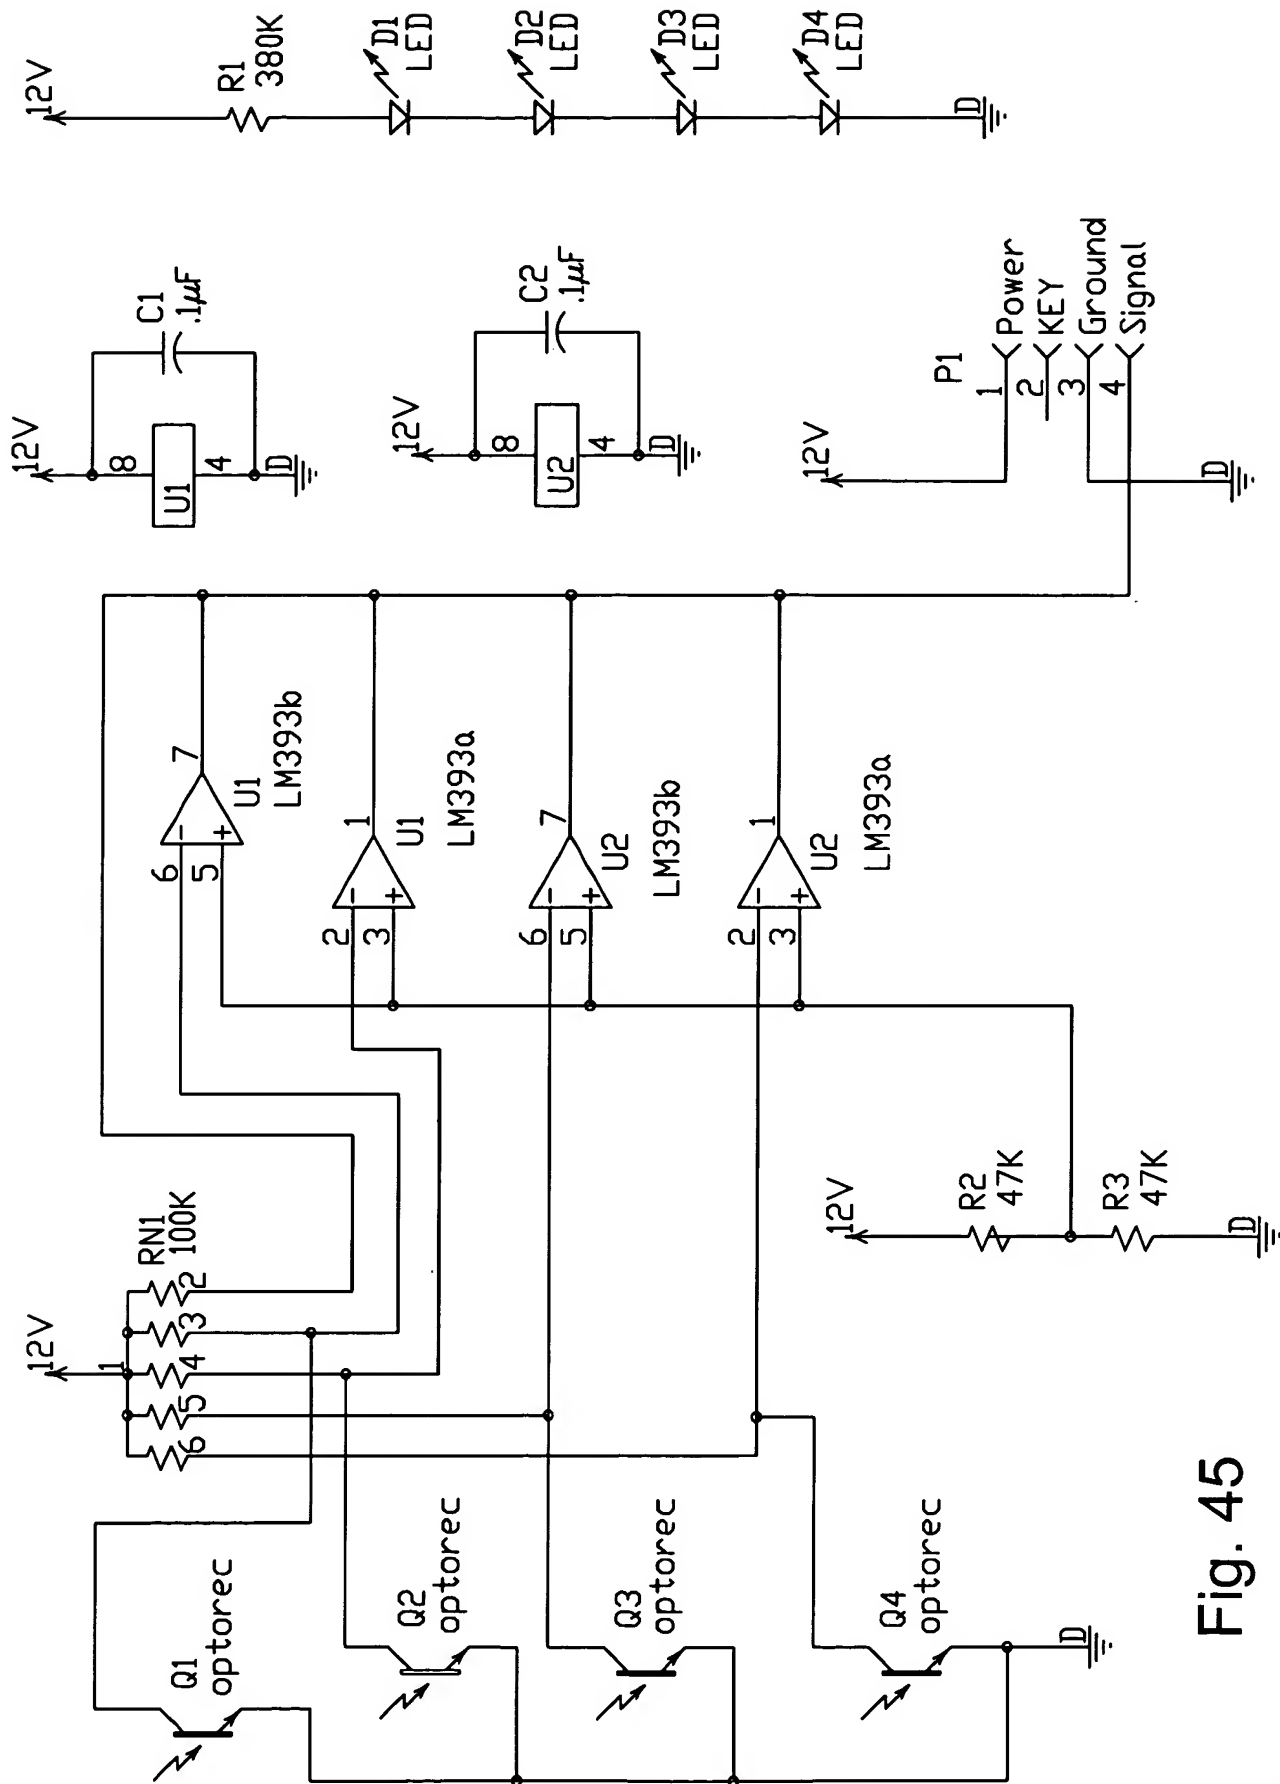 12V
R1
380K
D1
LED
D2
LED
D3
LED
D4
LED
D
12V
8
U1
4
D
C1
.1µF
12V
8
U2
4
D
C2
.1µF
12V
P1
1
Power
2
KEY
3
Ground
4
Signal
D
6
-
5
+
7
U1
LM393b
2
-
3
+
1
U1
LM393a
6
-
5
+
7
U2
LM393b
2
-
3
+
1
U2
LM393a
12V
1
RN1
100K
2
3
4
5
6
12V
R2
47K
R3
47K
D
Q1
optorec
Q2
optorec
Q3
optorec
Q4
optorec
D
Fig. 45